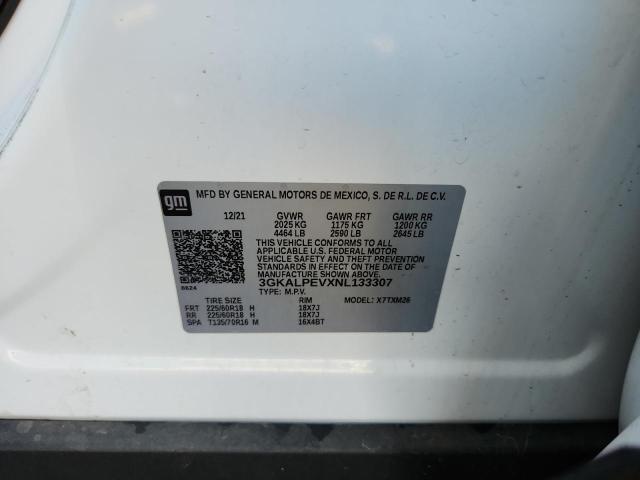 gm
MFD BY GENERAL MOTORS DE MEXICO, S. DE R.L. DE C.V.
12/21 GVWR GAWR FRT GAWR RR
2025 KG 1175 KG 1200 KG
4464 LB 2590 LB 2645 LB
THIS VEHICLE CONFORMS TO ALL
APPLICABLE U.S. FEDERAL MOTOR
VEHICLE SAFETY AND THEFT PREVENTION
STANDARDS IN EFFECT ON THE DATE OF
MANUFACTURE SHOWN ABOVE.
3GKALPEVXNL133307
8624 TYPE: M.P.V. MODEL: X7TXM26
TIRE SIZE RIM
FRT 225/60R18 H 18X7J
RR 225/60R18 H 18X7J
SPA T135/70R16 M 16X4BT